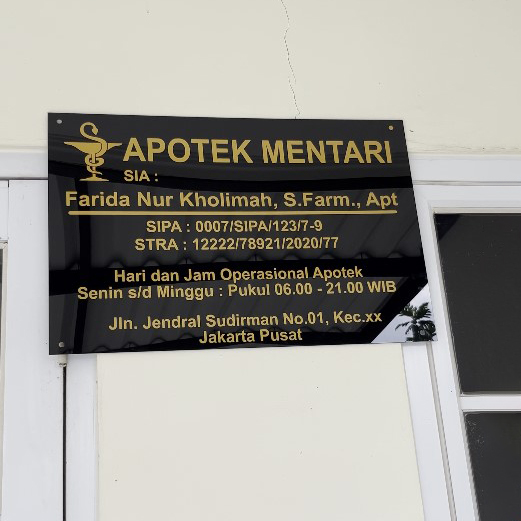 APOTEK MENTARI
SIA :
Farida Nur Kholimah, S.Farm., Apt
SIPA : 0007/SIPA/123/7-9
STRA : 12222/78921/2020/77
Hari dan Jam Operasional Apotek
Senin s/d Minggu : Pukul 06.00 - 21.00 WIB
Jln. Jendral Sudirman No.01, Kec.xx
Jakarta Pusat